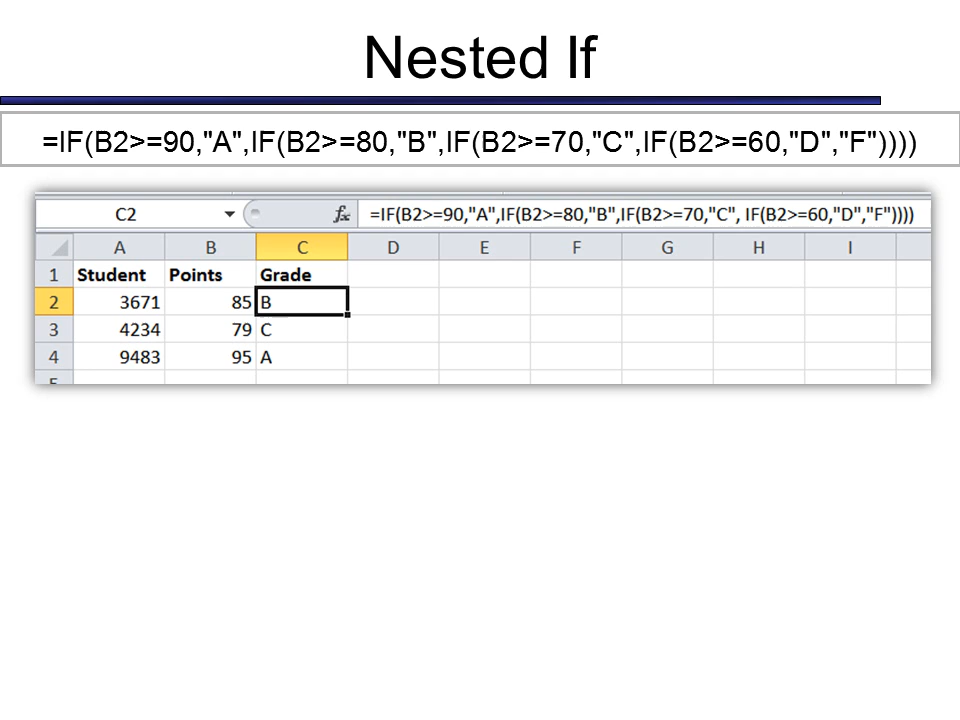 Nested If
=IF(B2>=90,"A",IF(B2>=80,"B",IF(B2>=70,"C",IF(B2>=60,"D","F"))))
C2 fx =IF(B2>=90,"A",IF(B2>=80,"B",IF(B2>=70,"C", IF(B2>=60,"D","F"))))
A B C D E F G H I
1 Student Points Grade
2 3671 85 B
3 4234 79 C
4 9483 95 A